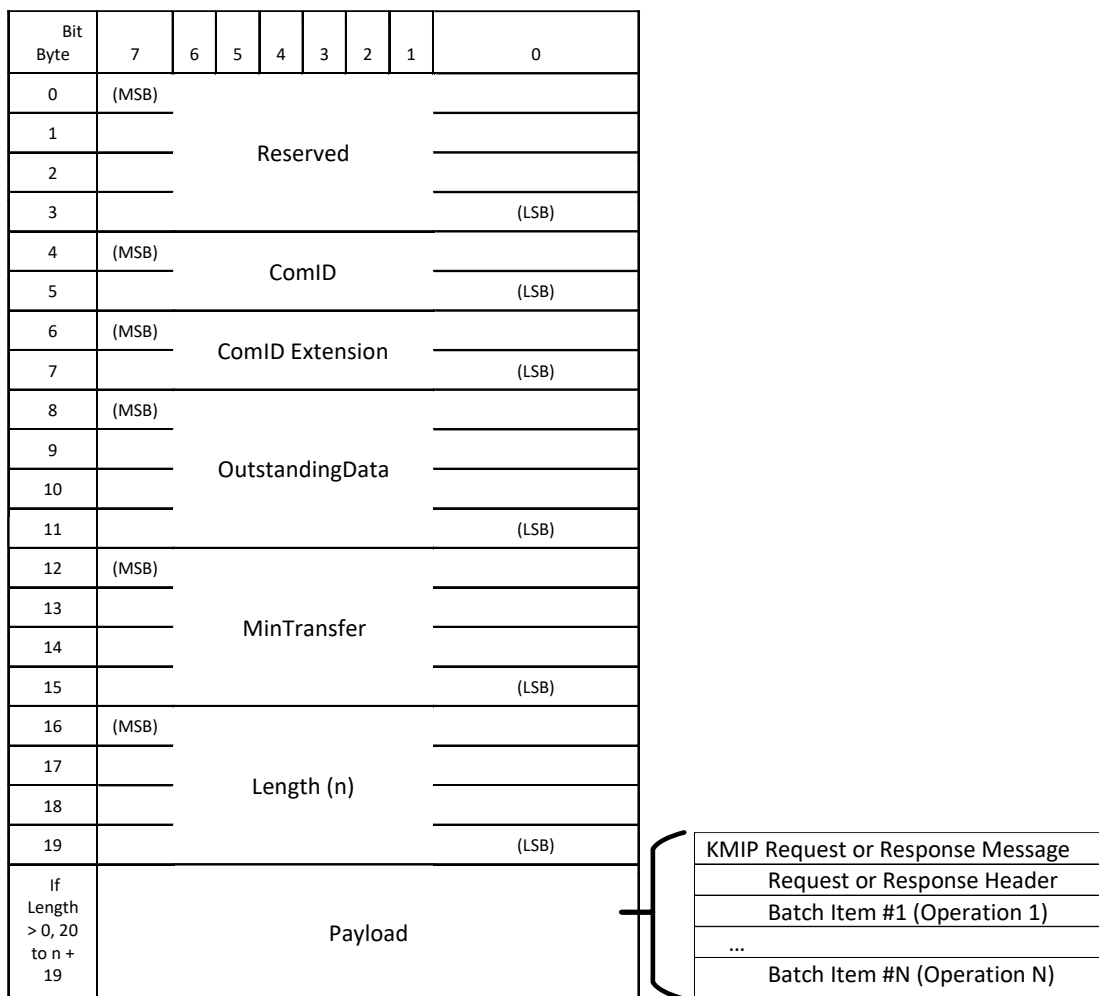 Bit
Byte 7 6 5 4 3 2 1 0
0 (MSB)
1
Reserved
2
3 (LSB)
4 (MSB)
ComID
5 (LSB)
6 (MSB)
ComID Extension
7 (LSB)
8 (MSB)
9
OutstandingData
10
11 (LSB)
12 (MSB)
13
MinTransfer
14
15 (LSB)
16 (MSB)
17
Length (n)
18
19 (LSB)
If
Length
> 0, 20
to n +
19
Payload
KMIP Request or Response Message
Request or Response Header
Batch Item #1 (Operation 1)
...
Batch Item #N (Operation N)